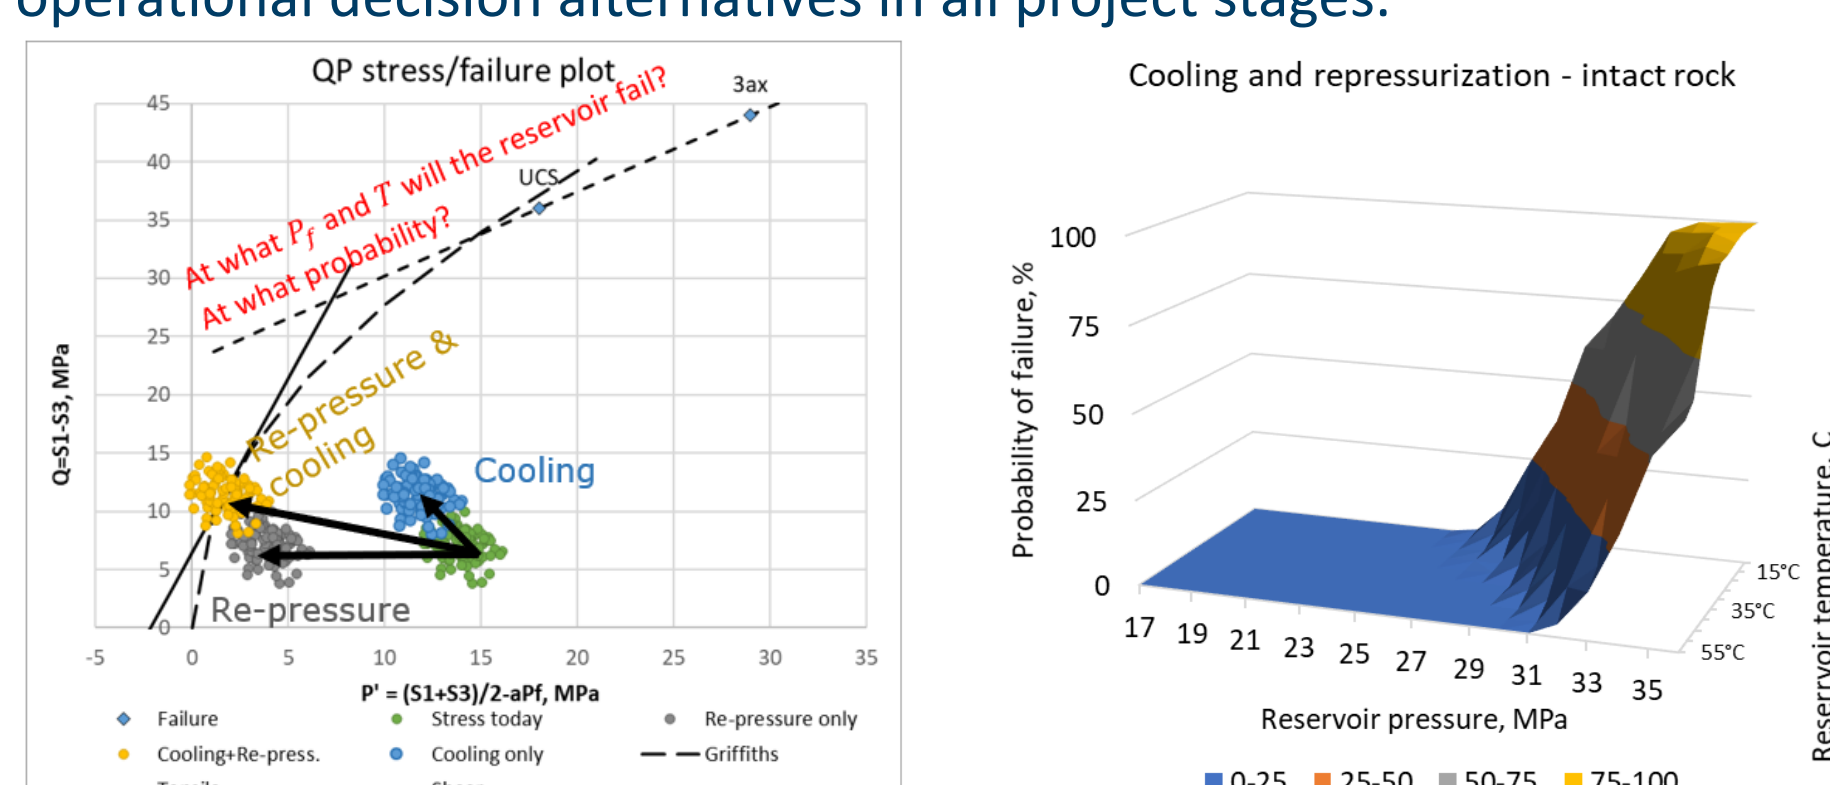 operational decision alternatives in all project stages.
QP stress/failure plot
At what Pf and T will the reservoir fail?
At what probability?
3ax
UCS
45
40
35
30
25
20
15
10
5
0
Q=S1-S3, MPa
Re-pressure &
cooling
Cooling
Re-pressure
-5 0 5 10 15 20 25 30 35
P' = (S1+S3)/2-aPf, MPa
Failure Stress today Re-pressure only
Cooling+Re-press. Cooling only Griffiths
Tensile Shear
Cooling and repressurization - intact rock
Probability of failure, %
100
75
50
25
0
17 19 21 23 25 27 29 31 33 35
Reservoir pressure, MPa
15°C
35°C
55°C
Reserrvoir temperature, C
0-25 25-50 50-75 75-100